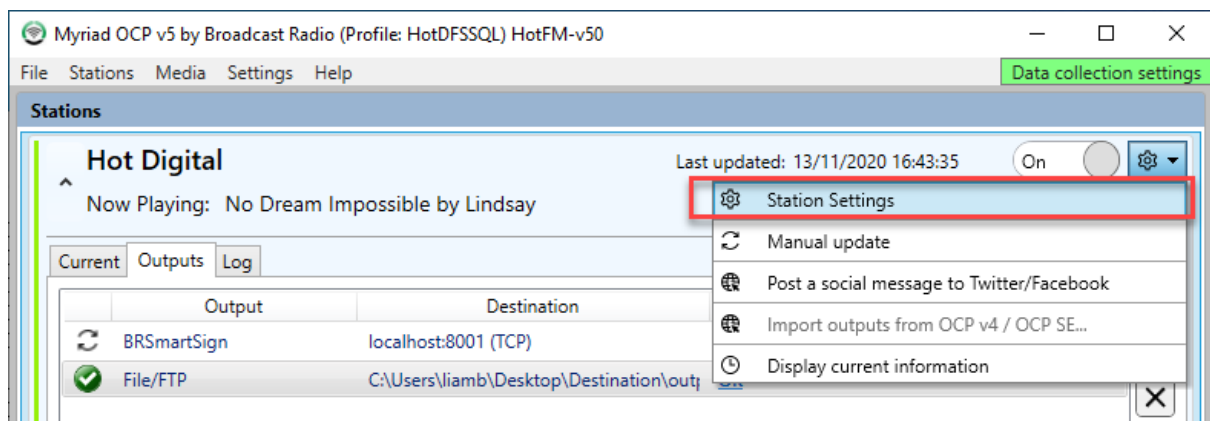 Myriad OCP v5 by Broadcast Radio (Profile: HotDFSSQL) HotFM-v50
File Stations Media Settings Help Data collection settings
Stations
Hot Digital Last updated: 13/11/2020 16:43:35 On
Now Playing: No Dream Impossible by Lindsay
Station Settings
Manual update
Post a social message to Twitter/Facebook
Import outputs from OCP v4 / OCP SE...
Display current information
Current Outputs Log
Output Destination
BRSmartSign localhost:8001 (TCP)
File/FTP C:\Users\liamb\Desktop\Destination\outp